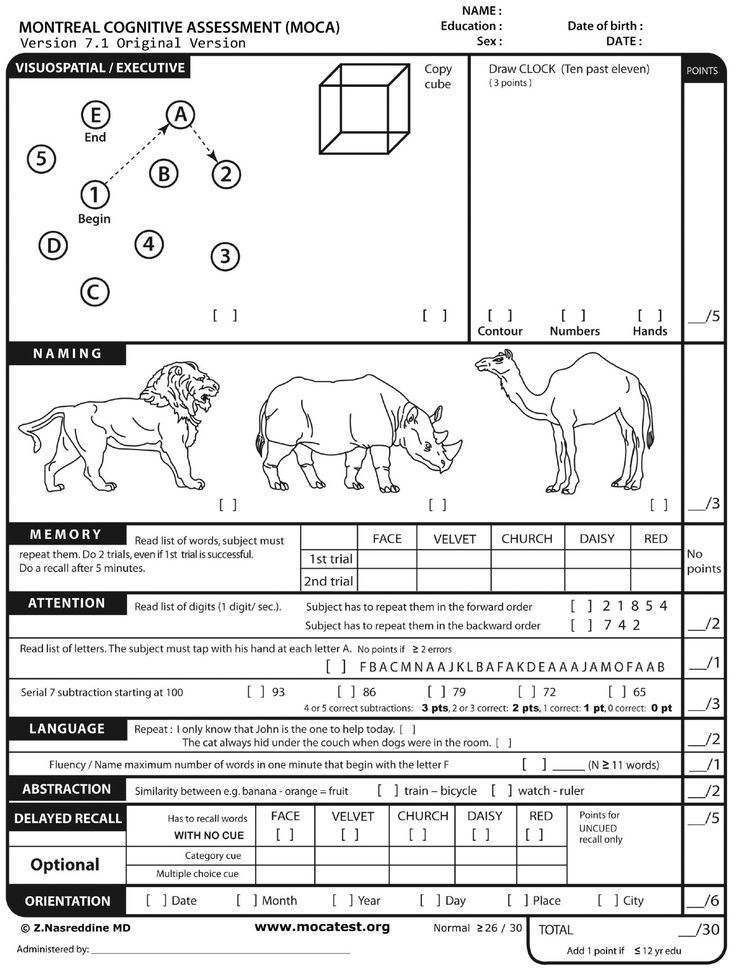 MONTREAL COGNITIVE ASSESSMENT (MOCA)
Version 7.1 Original Version
NAME :
Education :
Sex :
Date of birth :
DATE :
VISUOSPATIAL / EXECUTIVE
Copy cube
Draw CLOCK (Ten past eleven)
( 3 points )
POINTS
E
End
A
5
B
2
1
Begin
D
4
3
C
[ ]
[ ]
[ ] [ ] [ ]
Contour Numbers Hands
__/5
NAMING
[ ] [ ] [ ]
__/3
MEMORY
Read list of words, subject must
repeat them. Do 2 trials, even if 1st trial is successful.
Do a recall after 5 minutes.
FACE VELVET CHURCH DAISY RED
1st trial
2nd trial
No points
ATTENTION
Read list of digits (1 digit/ sec.).
Subject has to repeat them in the forward order [ ] 2 1 8 5 4
Subject has to repeat them in the backward order [ ] 7 4 2
__/2
Read list of letters. The subject must tap with his hand at each letter A. No points if ≥ 2 errors
[ ] F B A C M N A A J K L B A F A K D E A A A J A M O F A A B
__/1
Serial 7 subtraction starting at 100 [ ] 93 [ ] 86 [ ] 79 [ ] 72 [ ] 65
4 or 5 correct subtractions: 3 pts, 2 or 3 correct: 2 pts, 1 correct: 1 pt, 0 correct: 0 pt
__/3
LANGUAGE
Repeat : I only know that John is the one to help today. [ ]
The cat always hid under the couch when dogs were in the room. [ ]
__/2
Fluency / Name maximum number of words in one minute that begin with the letter F [ ] _____ (N ≥ 11 words)
__/1
ABSTRACTION
Similarity between e.g. banana - orange = fruit [ ] train – bicycle [ ] watch - ruler
__/2
DELAYED RECALL
Has to recall words
WITH NO CUE
FACE VELVET CHURCH DAISY RED
[ ] [ ] [ ] [ ] [ ]
Points for
UNCUED
recall only
__/5
Optional
Category cue
Multiple choice cue
ORIENTATION
[ ] Date [ ] Month [ ] Year [ ] Day [ ] Place [ ] City
__/6
© Z.Nasreddine MD
www.mocatest.org
Normal ≥ 26 / 30
TOTAL
__/30
Administered by:
Add 1 point if ≤ 12 yr edu